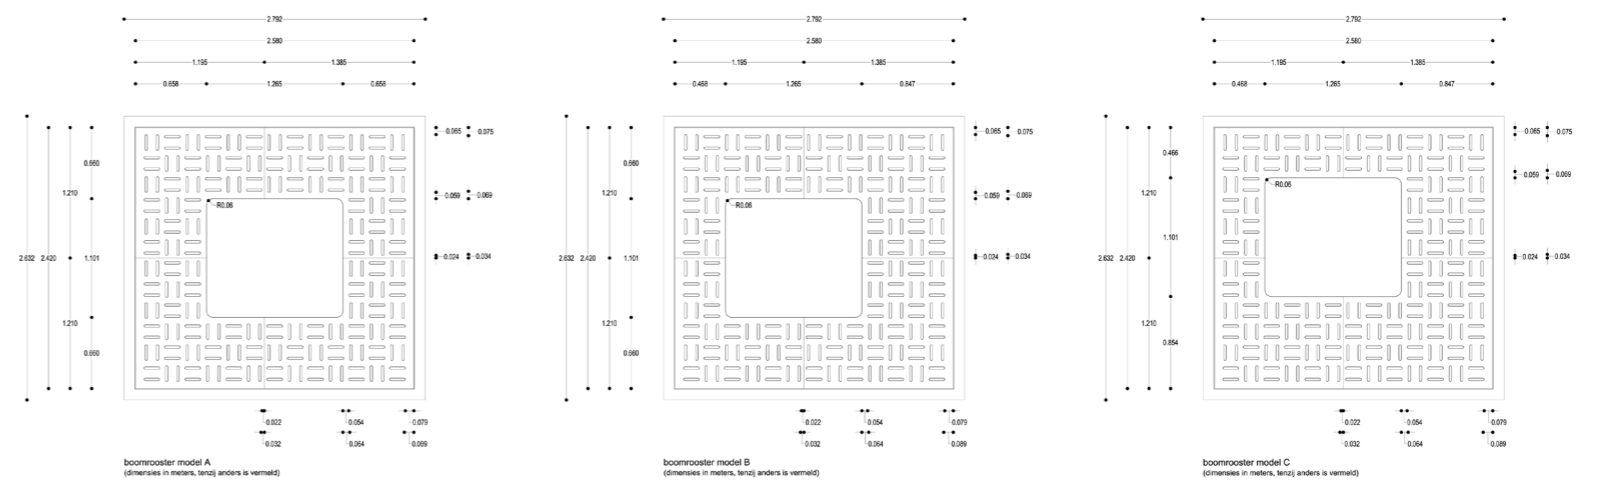 2.792
2.580
1.195 1.385
0.658 1.265 0.658
0.065 0.075
0.660
1.210
0.059 0.069
R0.06
2.632 2.420 1.101 0.024 0.034
1.210
0.660
0.022 0.054 0.079
0.032 0.064 0.089
boomrooster model A
(dimensies in meters, tenzij anders is vermeld)
2.792
2.580
1.195 1.385
0.468 1.265 0.847
0.065 0.075
0.660
1.210
0.059 0.069
R0.06
2.632 2.420 1.101 0.024 0.034
1.210
0.660
0.022 0.054 0.079
0.032 0.064 0.089
boomrooster model B
(dimensies in meters, tenzij anders is vermeld)
2.792
2.580
1.195 1.385
0.468 1.265 0.847
0.065 0.075
0.466
0.059 0.069
R0.06
1.210
1.101
2.632 2.420 0.024 0.034
1.210
0.854
0.022 0.054 0.079
0.032 0.064 0.089
boomrooster model C
(dimensies in meters, tenzij anders is vermeld)